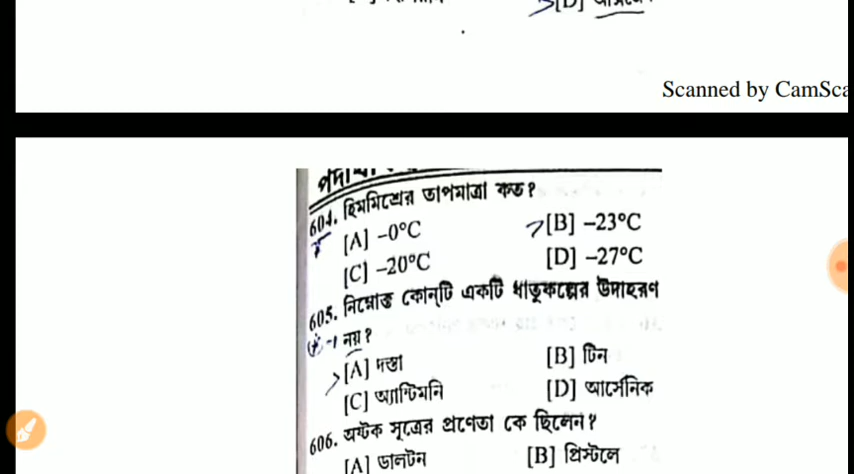 Scanned by CamSca
604. হিমমিশ্রের তাপমাত্রা কত?
[A] –0°C [B] –23°C
[C] –20°C [D] –27°C
605. নিম্নোক্ত কোন্‌টি একটি ধাতুকল্পের উদাহরণ
নয়?
[A] দস্তা [B] টিন
[C] অ্যান্টিমনি [D] আর্সেনিক
606. অষ্টক সূত্রের প্রণেতা কে ছিলেন?
[A] ডালটন [B] প্রিস্টলে